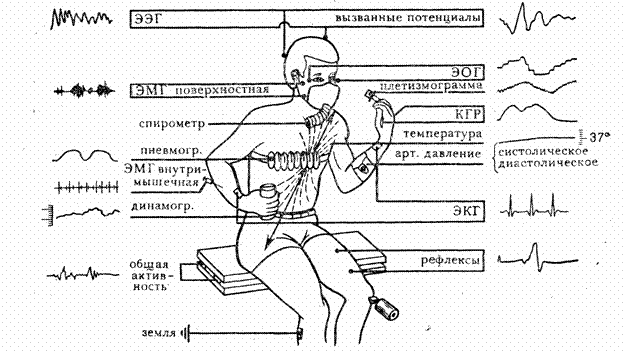 ЭЭГ
вызванные потенциалы
ЭОГ
ЭМГ поверхностная
плетизмограмма
КГР
спирометр
температура
37°
пневмогр.
арт. давление
систолическое
диастолическое
ЭМГ внутри-
мышечная
динамогр.
ЭКГ
общая
актив-
ность
рефлексы
земля